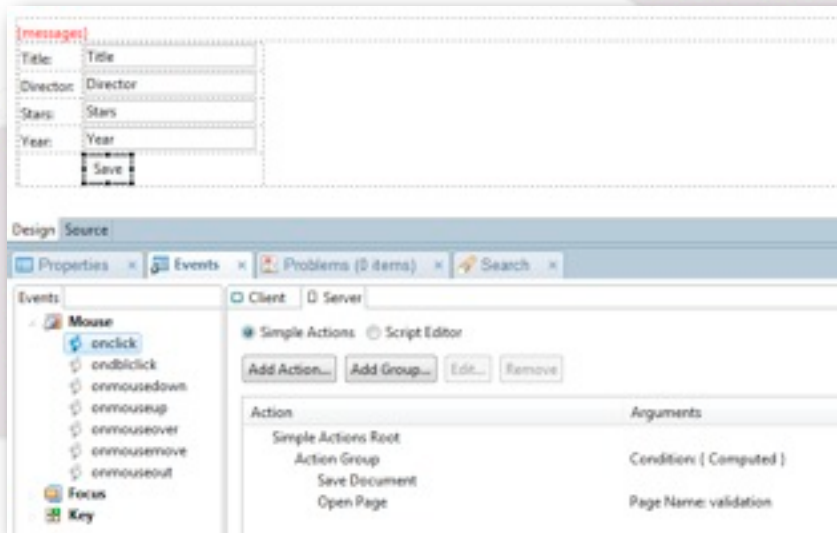 {messages}
Title: Title
Director: Director
Stars: Stars
Year: Year
Save
Design Source
Properties Events Problems (0 items) Search
Events Client Server
Mouse
onclick
ondblclick
onmousedown
onmouseup
onmouseover
onmousemove
onmouseout
Focus
Key
Simple Actions Script Editor
Add Action... Add Group... Edit... Remove
Action Arguments
Simple Actions Root
Action Group Condition: { Computed }
Save Document
Open Page Page Name: validation